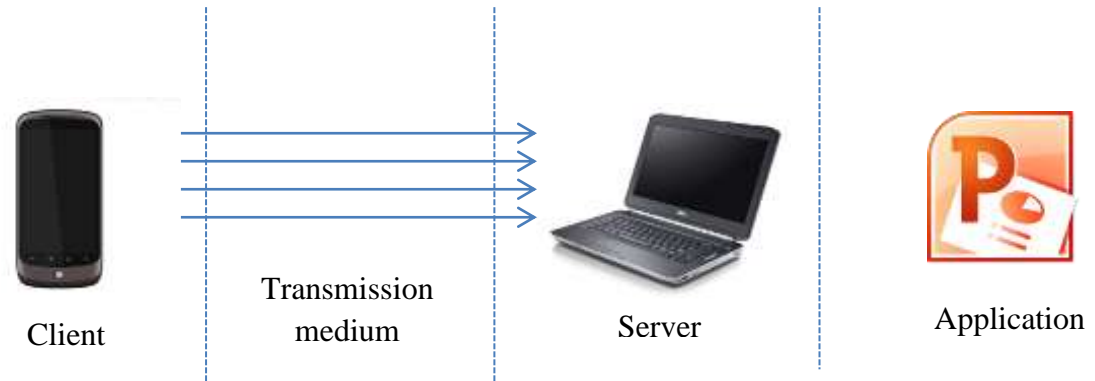 Client
Transmission
medium
Server
Application
P